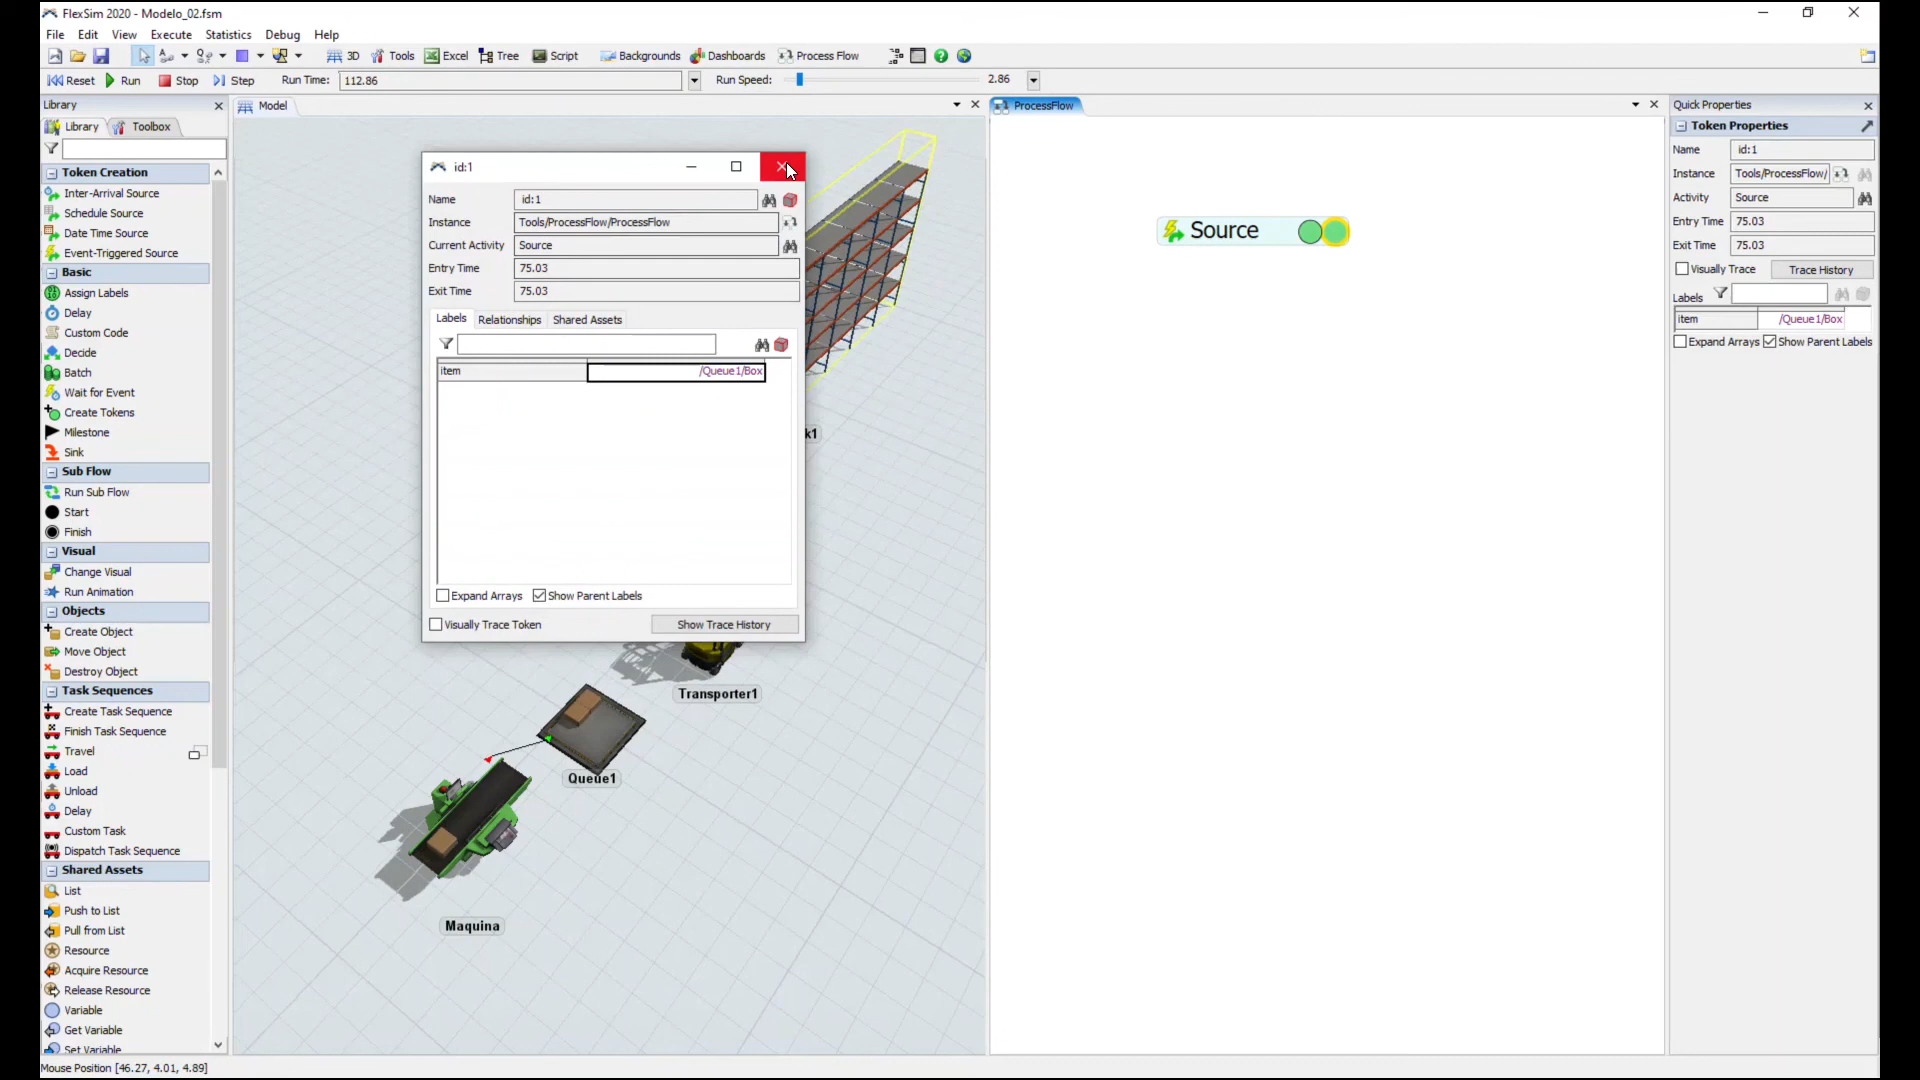 FlexSim 2020 - Modelo_02.fsm
File Edit View Execute Statistics Debug Help
3D Tools Excel Tree Script Backgrounds Dashboards Process Flow
Reset Run Stop Step Run Time: 112.86 Run Speed: 2.86
Library
Library Toolbox
Token Creation
Inter-Arrival Source
Schedule Source
Date Time Source
Event-Triggered Source
Basic
Assign Labels
Delay
Custom Code
Decide
Batch
Wait for Event
Create Tokens
Milestone
Sink
Sub Flow
Run Sub Flow
Start
Finish
Visual
Change Visual
Run Animation
Objects
Create Object
Move Object
Destroy Object
Task Sequences
Create Task Sequence
Finish Task Sequence
Travel
Load
Unload
Delay
Custom Task
Dispatch Task Sequence
Shared Assets
List
Push to List
Pull from List
Resource
Acquire Resource
Release Resource
Variable
Get Variable
Set Variable
Model
id:1
Name id:1
Instance Tools/ProcessFlow/ProcessFlow
Current Activity Source
Entry Time 75.03
Exit Time 75.03
Labels Relationships Shared Assets
item /Queue1/Box
Expand Arrays Show Parent Labels
Visually Trace Token Show Trace History
k1
Transporter1
Queue1
Maquina
ProcessFlow
Source
Quick Properties
Token Properties
Name id:1
Instance Tools/ProcessFlow/
Activity Source
Entry Time 75.03
Exit Time 75.03
Visually Trace Trace History
Labels
item /Queue1/Box
Expand Arrays Show Parent Labels
Mouse Position [46.27, 4.01, 4.89]